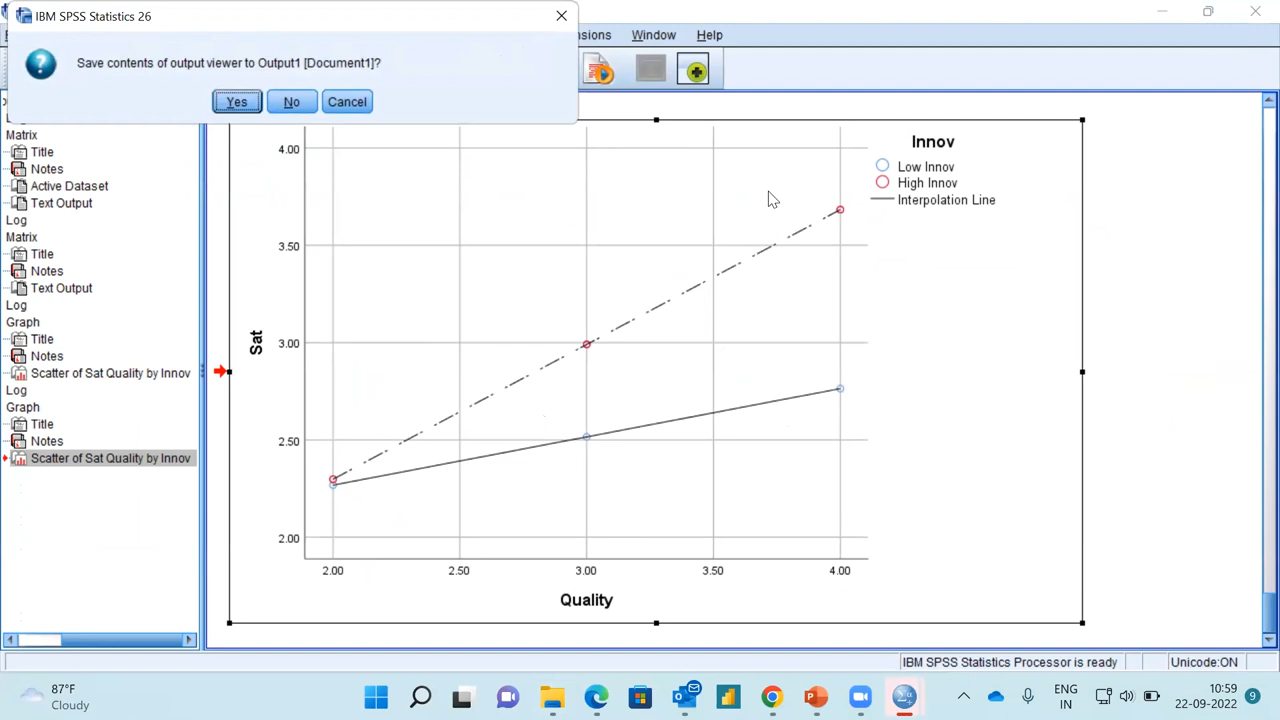 IBM SPSS Statistics 26
Save contents of output viewer to Output1 [Document1]?
Yes No Cancel
nsions Window Help
Matrix
Title
Notes
Active Dataset
Text Output
Log
Matrix
Title
Notes
Text Output
Log
Graph
Title
Notes
Scatter of Sat Quality by Innov
Log
Graph
Title
Notes
Scatter of Sat Quality by Innov
4.00
3.50
3.00
2.50
2.00
Sat
2.00 2.50 3.00 3.50 4.00
Quality
Innov
Low Innov
High Innov
Interpolation Line
IBM SPSS Statistics Processor is ready Unicode:ON
87°F
Cloudy
ENG
IN
10:59
22-09-2022
9